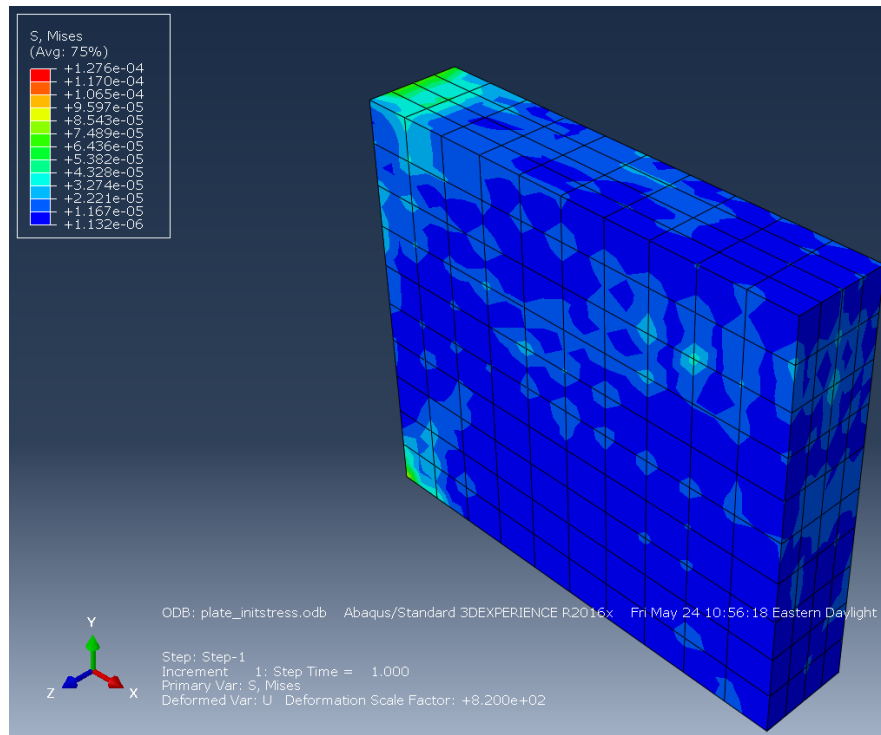 S, Mises
(Avg: 75%)
+1.276e-04
+1.170e-04
+1.065e-04
+9.597e-05
+8.543e-05
+7.489e-05
+6.436e-05
+5.382e-05
+4.328e-05
+3.274e-05
+2.221e-05
+1.167e-05
+1.132e-06
ODB: plate_initstress.odb Abaqus/Standard 3DEXPERIENCE R2016x Fri May 24 10:56:18 Eastern Daylight
Y
Z
X
Step: Step-1
Increment 1: Step Time = 1.000
Primary Var: S, Mises
Deformed Var: U Deformation Scale Factor: +8.200e+02